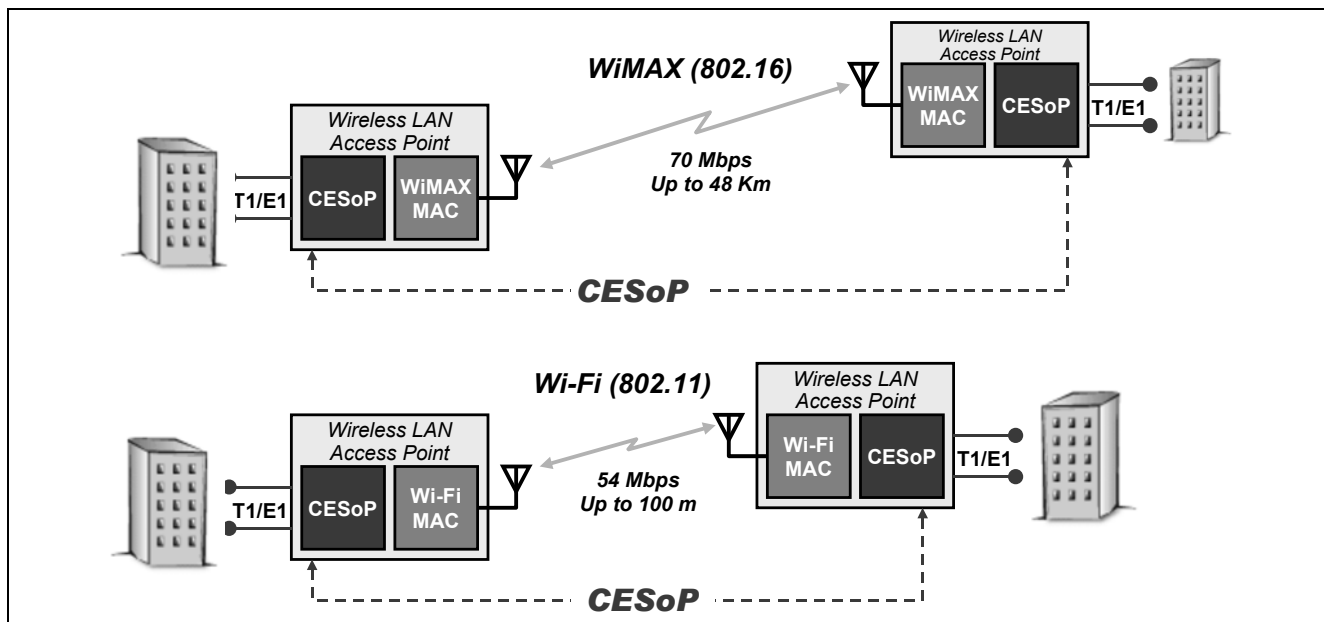 WiMAX (802.16)
Wireless LAN
Access Point
WiMAX
MAC
CESoP
T1/E1
Wireless LAN
Access Point
T1/E1
CESoP
WiMAX
MAC
70 Mbps
Up to 48 Km
CESoP
Wi-Fi (802.11)
Wireless LAN
Access Point
Wi-Fi
MAC
CESoP
T1/E1
Wireless LAN
Access Point
T1/E1
CESoP
Wi-Fi
MAC
54 Mbps
Up to 100 m
CESoP